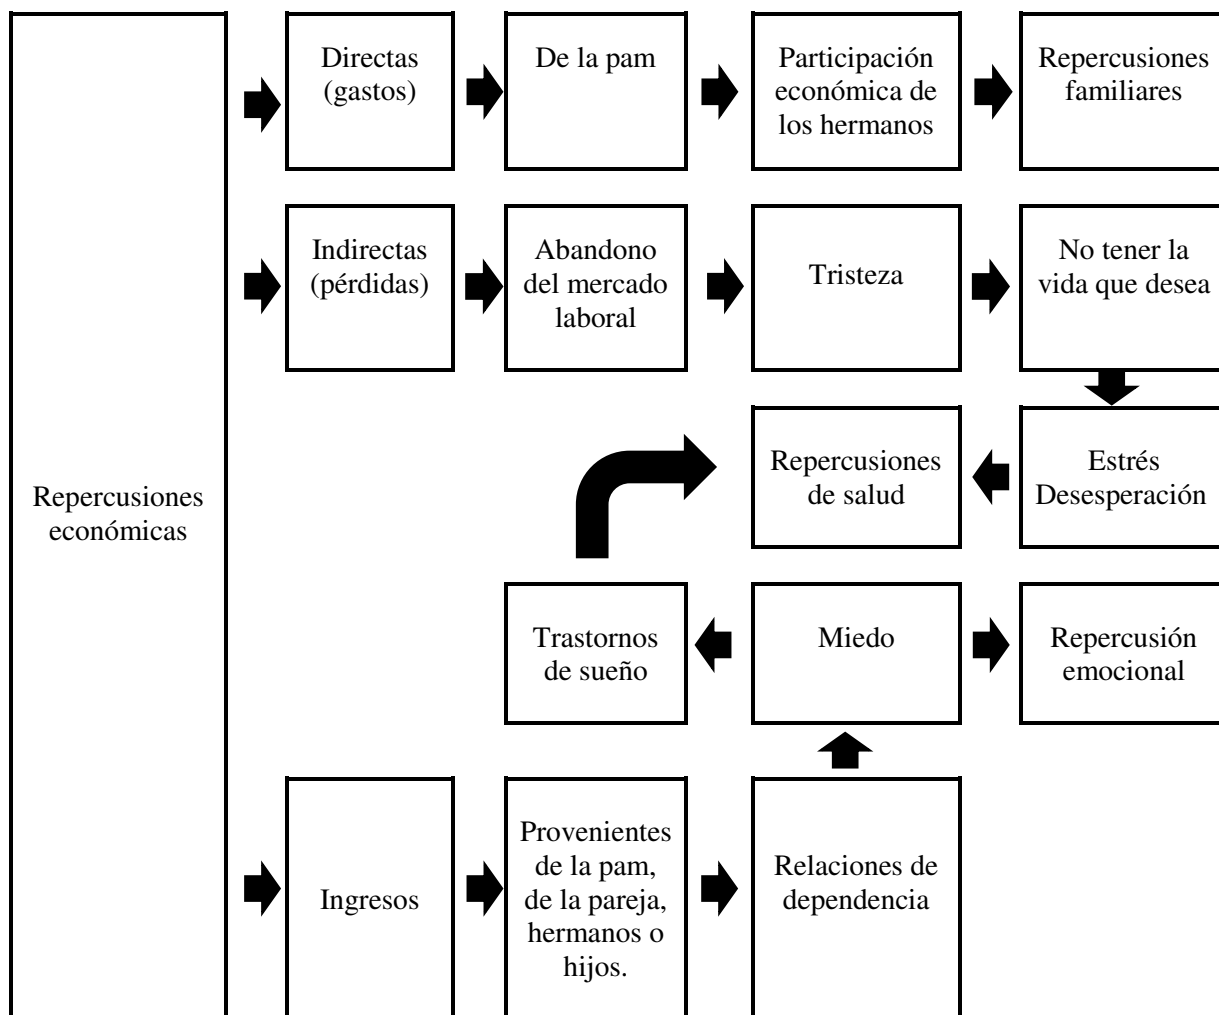 Directas
(gastos)
De la pam
Participación
económica de
los hermanos
Repercusiones
familiares
Indirectas
(pérdidas)
Abandono
del mercado
laboral
Tristeza
No tener la
vida que desea
Repercusiones
económicas
Repercusiones
de salud
Estrés
Desesperación
Trastornos
de sueño
Miedo
Repercusión
emocional
Ingresos
Provenientes
de la pam,
de la pareja,
hermanos o
hijos.
Relaciones de
dependencia